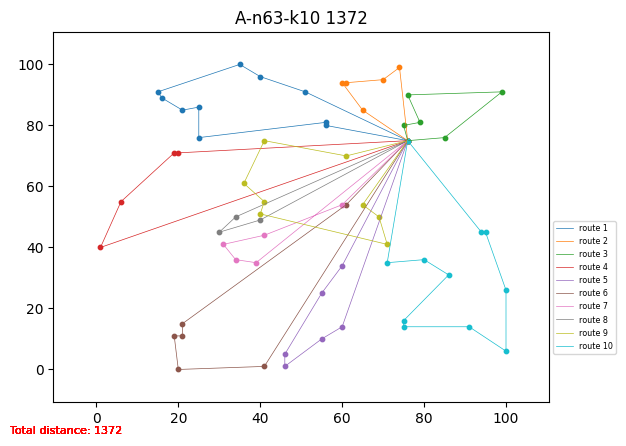 A-n63-k10 1372
100
80
60
40
20
0
0 20 40 60 80 100
route 1
route 2
route 3
route 4
route 5
route 6
route 7
route 8
route 9
route 10
Total distance: 1372